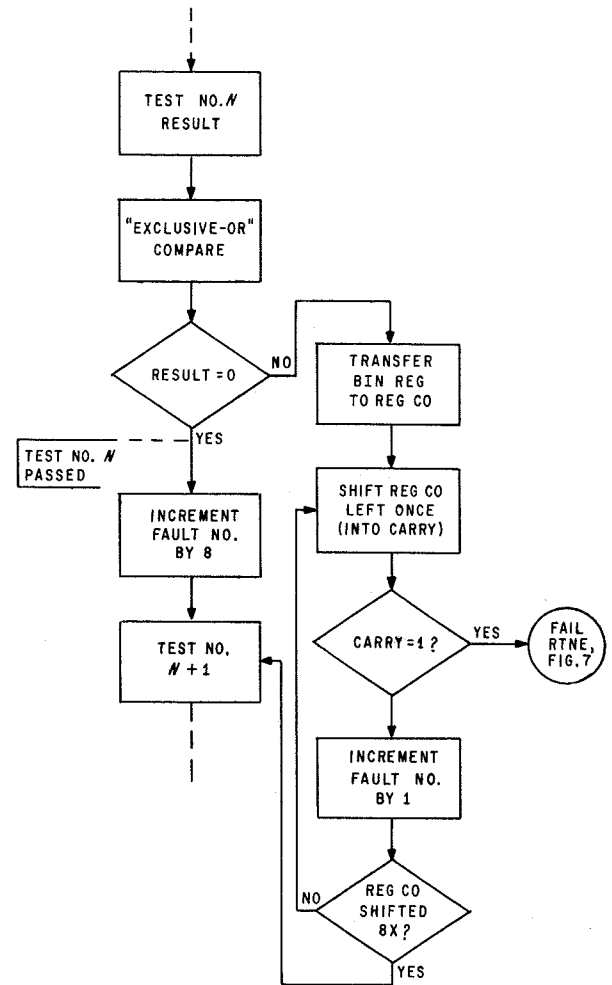 TEST NO. N
RESULT
"EXCLUSIVE-OR"
COMPARE
RESULT = 0
NO
YES
TEST NO. N
PASSED
INCREMENT
FAULT NO.
BY 8
TEST NO.
N + 1
TRANSFER
BIN REG
TO REG CO
SHIFT REG CO
LEFT ONCE
(INTO CARRY)
CARRY = 1 ?
YES
FAIL
RTNE,
FIG. 7
INCREMENT
FAULT NO.
BY 1
REG CO
SHIFTED
8X ?
NO
YES